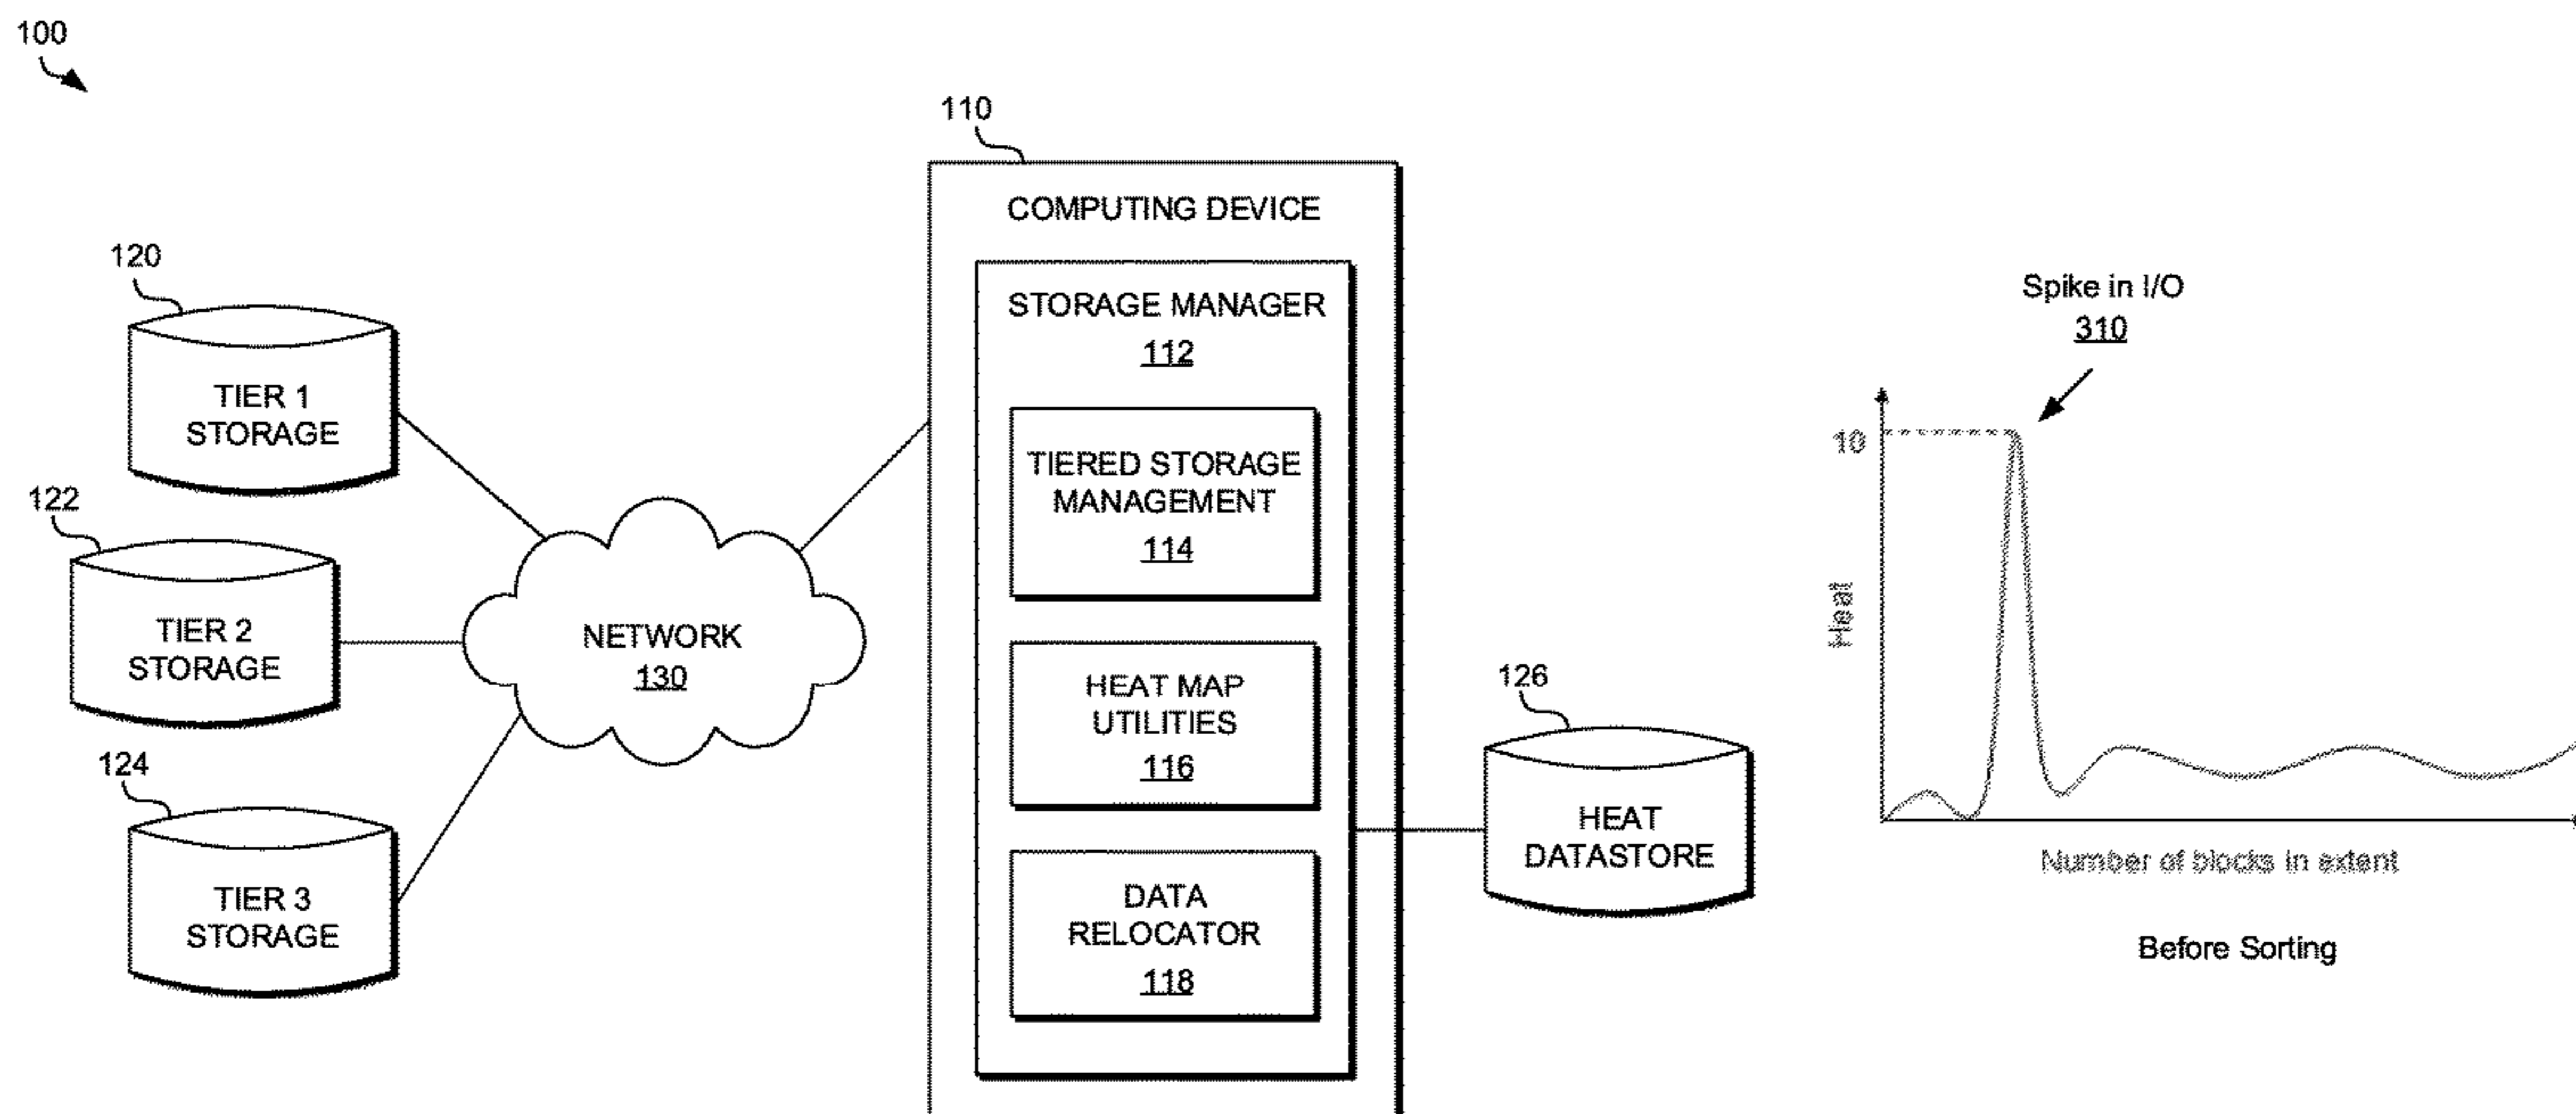 100
110
COMPUTING DEVICE
STORAGE MANAGER
112
TIERED STORAGE
MANAGEMENT
114
HEAT MAP
UTILITIES
116
DATA
RELOCATOR
118
120
TIER 1
STORAGE
122
TIER 2
STORAGE
124
TIER 3
STORAGE
NETWORK
130
126
HEAT
DATASTORE
Spike in I/O
310
10
Heat
Number of blocks in extent
Before Sorting